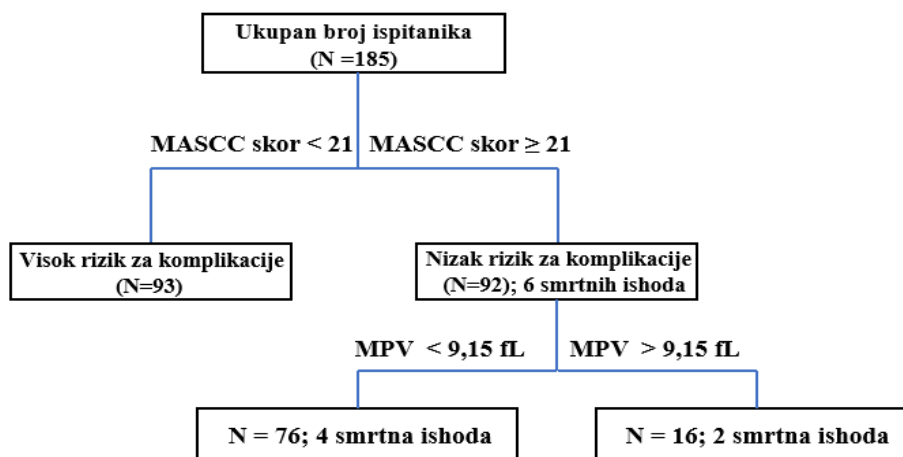 Ukupan broj ispitanika
(N =185)
MASCC skor < 21
MASCC skor ≥ 21
Visok rizik za komplikacije
(N=93)
Nizak rizik za komplikacije
(N=92); 6 smrtnih ishoda
MPV < 9,15 fL
MPV > 9,15 fL
N = 76; 4 smrtna ishoda
N = 16; 2 smrtna ishoda